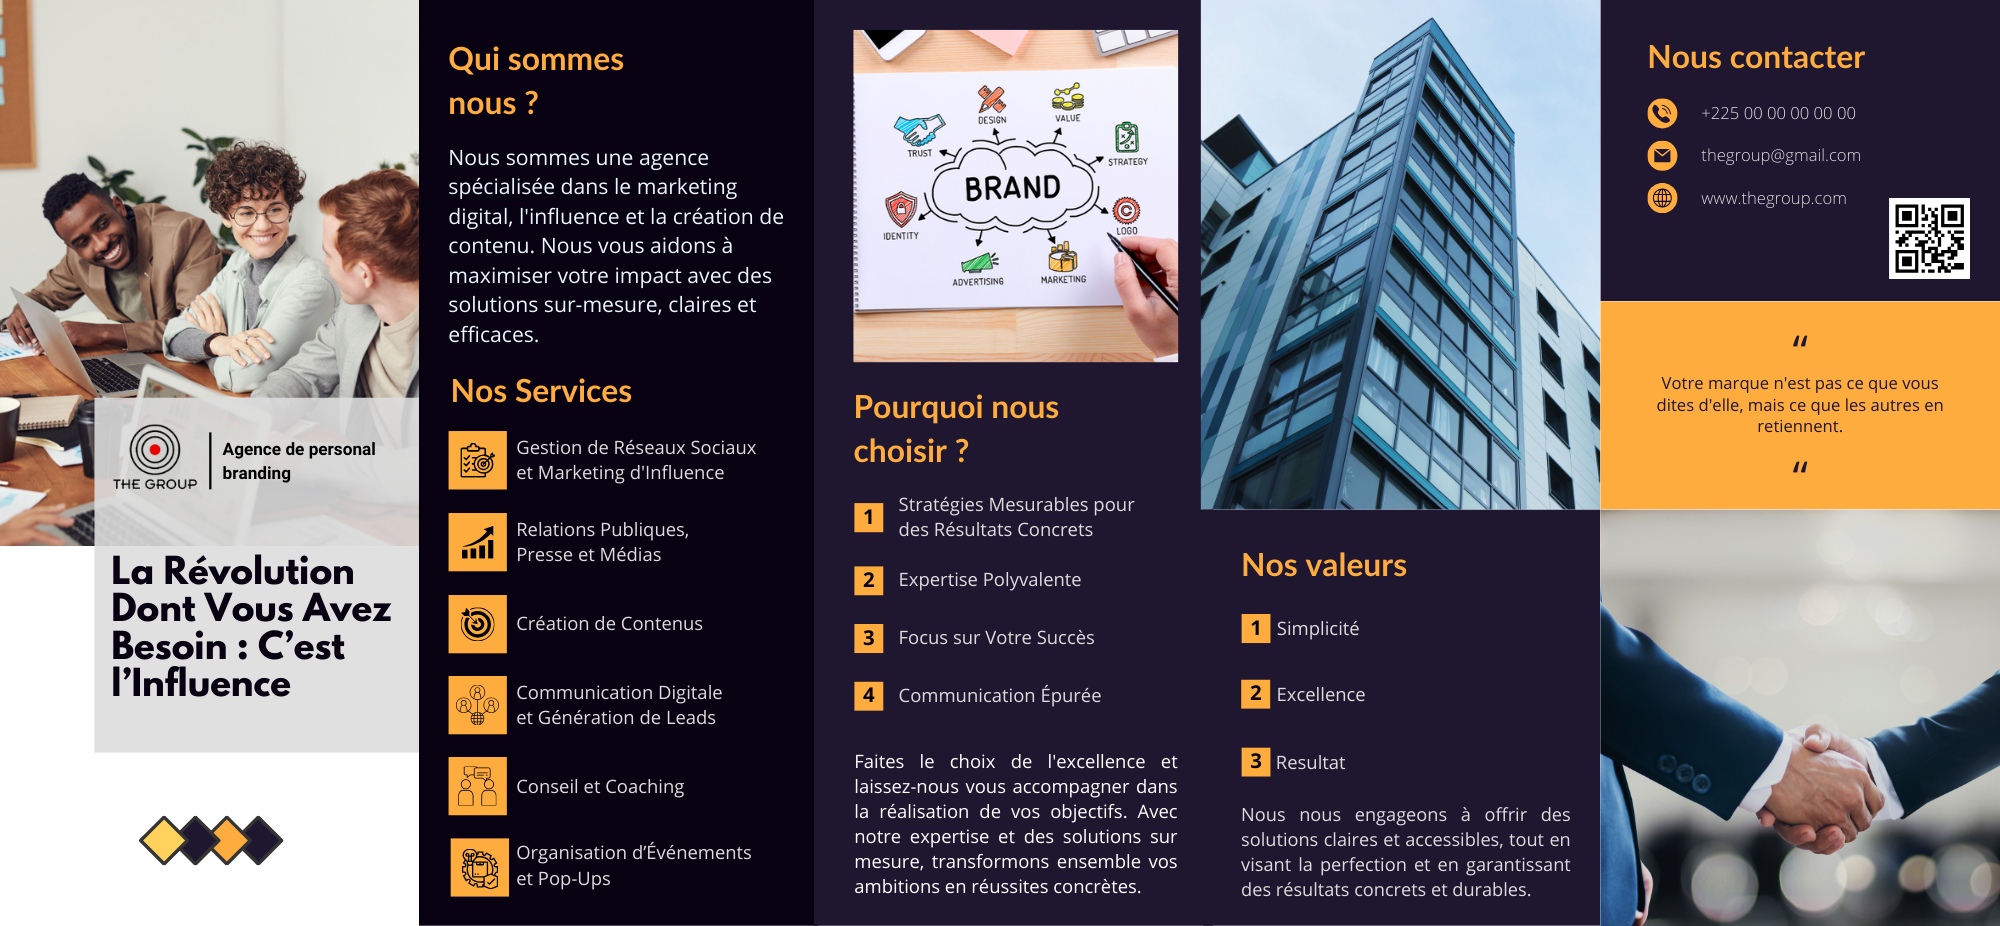 THE GROUP
Agence de personal
branding
La Révolution
Dont Vous Avez
Besoin : C’est
l’Influence
Qui sommes
nous ?
Nous sommes une agence
spécialisée dans le marketing
digital, l'influence et la création de
contenu. Nous vous aidons à
maximiser votre impact avec des
solutions sur-mesure, claires et
efficaces.
Nos Services
Gestion de Réseaux Sociaux
et Marketing d'Influence
Relations Publiques,
Presse et Médias
Création de Contenus
Communication Digitale
et Génération de Leads
Conseil et Coaching
Organisation d’Événements
et Pop-Ups
DESIGN
VALUE
TRUST
STRATEGY
BRAND
IDENTITY
LOGO
ADVERTISING
MARKETING
Pourquoi nous
choisir ?
1 Stratégies Mesurables pour
des Résultats Concrets
2 Expertise Polyvalente
3 Focus sur Votre Succès
4 Communication Épurée
Faites le choix de l'excellence et
laissez-nous vous accompagner dans
la réalisation de vos objectifs. Avec
notre expertise et des solutions sur
mesure, transformons ensemble vos
ambitions en réussites concrètes.
Nos valeurs
1 Simplicité
2 Excellence
3 Resultat
Nous nous engageons à offrir des
solutions claires et accessibles, tout en
visant la perfection et en garantissant
des résultats concrets et durables.
Nous contacter
+225 00 00 00 00 00
thegroup@gmail.com
www.thegroup.com
“
Votre marque n'est pas ce que vous
dites d'elle, mais ce que les autres en
retiennent.
“